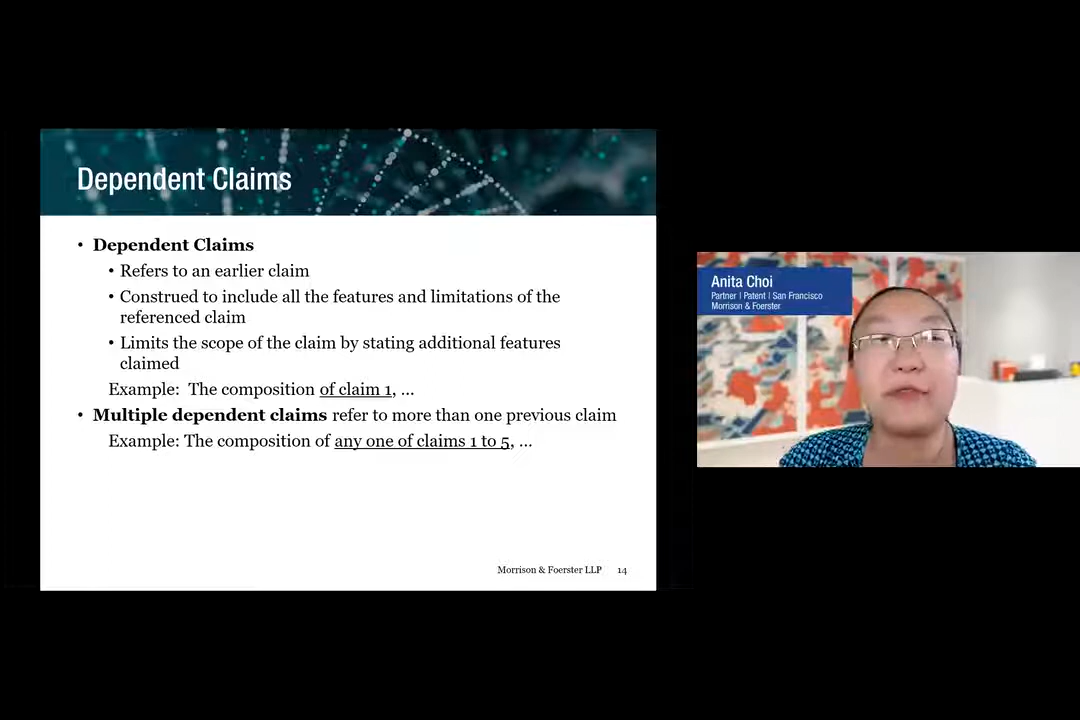 Dependent Claims
• Dependent Claims
• Refers to an earlier claim
• Construed to include all the features and limitations of the
referenced claim
• Limits the scope of the claim by stating additional features
claimed
Example: The composition of claim 1, ...
• Multiple dependent claims refer to more than one previous claim
Example: The composition of any one of claims 1 to 5, ...
Morrison & Foerster LLP 14
Anita Choi
Partner | Patent | San Francisco
Morrison & Foerster